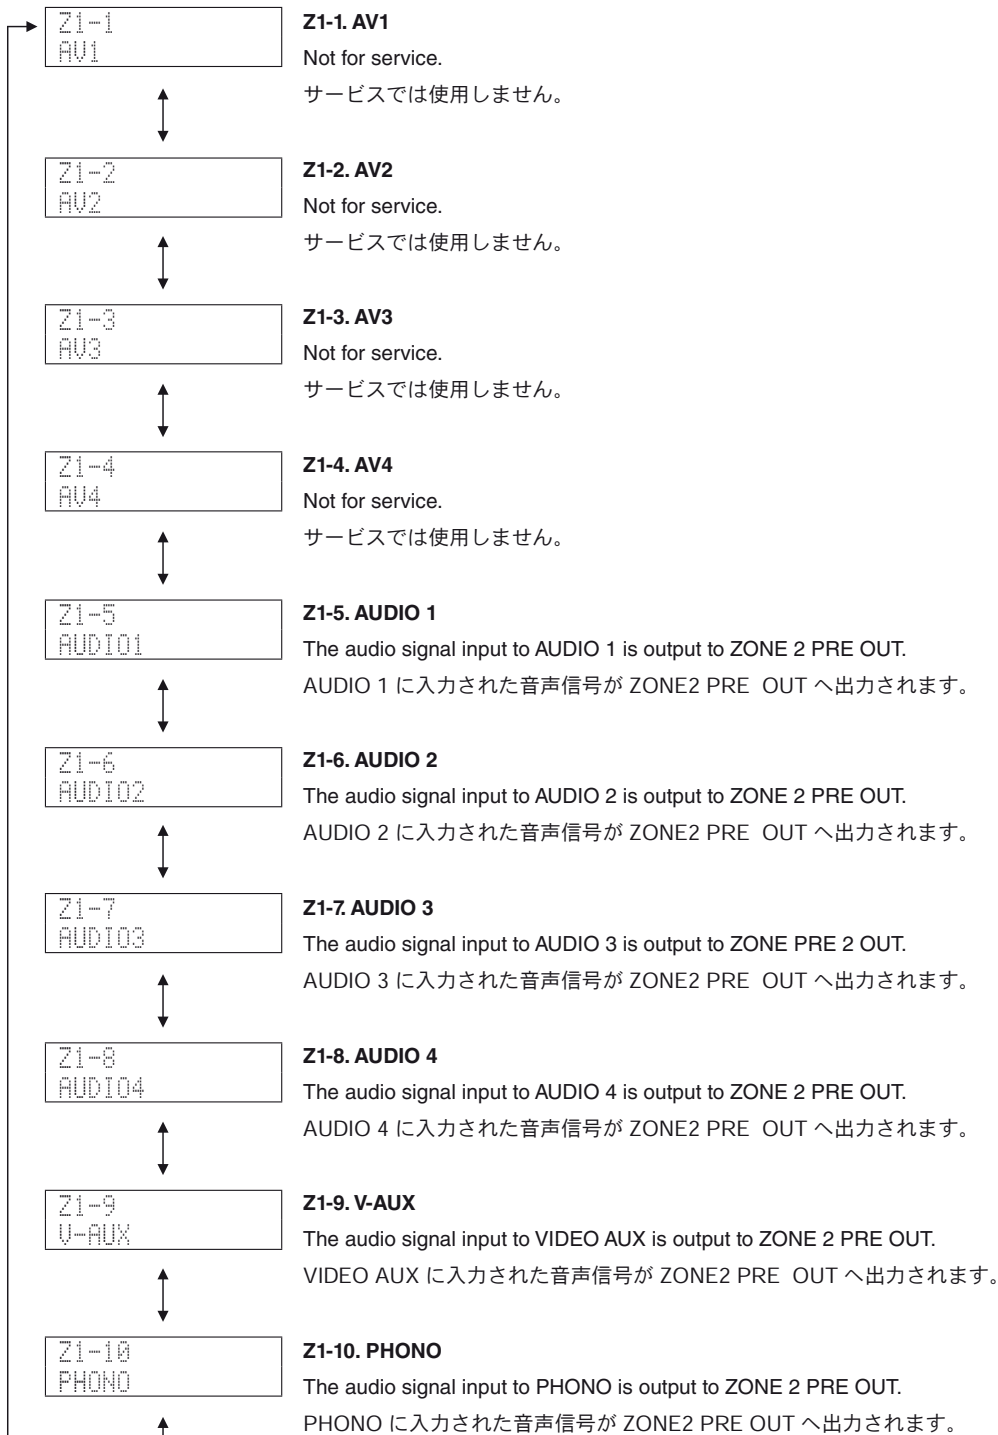 Z1-1
AV1
Z1-1. AV1
Not for service.
サービスでは使用しません。
Z1-2
AV2
Z1-2. AV2
Not for service.
サービスでは使用しません。
Z1-3
AV3
Z1-3. AV3
Not for service.
サービスでは使用しません。
Z1-4
AV4
Z1-4. AV4
Not for service.
サービスでは使用しません。
Z1-5
AUDIO1
Z1-5. AUDIO 1
The audio signal input to AUDIO 1 is output to ZONE 2 PRE OUT.
AUDIO 1 に入力された音声信号が ZONE2 PRE OUT へ出力されます。
Z1-6
AUDIO2
Z1-6. AUDIO 2
The audio signal input to AUDIO 2 is output to ZONE 2 PRE OUT.
AUDIO 2 に入力された音声信号が ZONE2 PRE OUT へ出力されます。
Z1-7
AUDIO3
Z1-7. AUDIO 3
The audio signal input to AUDIO 3 is output to ZONE PRE 2 OUT.
AUDIO 3 に入力された音声信号が ZONE2 PRE OUT へ出力されます。
Z1-8
AUDIO4
Z1-8. AUDIO 4
The audio signal input to AUDIO 4 is output to ZONE 2 PRE OUT.
AUDIO 4 に入力された音声信号が ZONE2 PRE OUT へ出力されます。
Z1-9
V-AUX
Z1-9. V-AUX
The audio signal input to VIDEO AUX is output to ZONE 2 PRE OUT.
VIDEO AUX に入力された音声信号が ZONE2 PRE OUT へ出力されます。
Z1-10
PHONO
Z1-10. PHONO
The audio signal input to PHONO is output to ZONE 2 PRE OUT.
PHONO に入力された音声信号が ZONE2 PRE OUT へ出力されます。